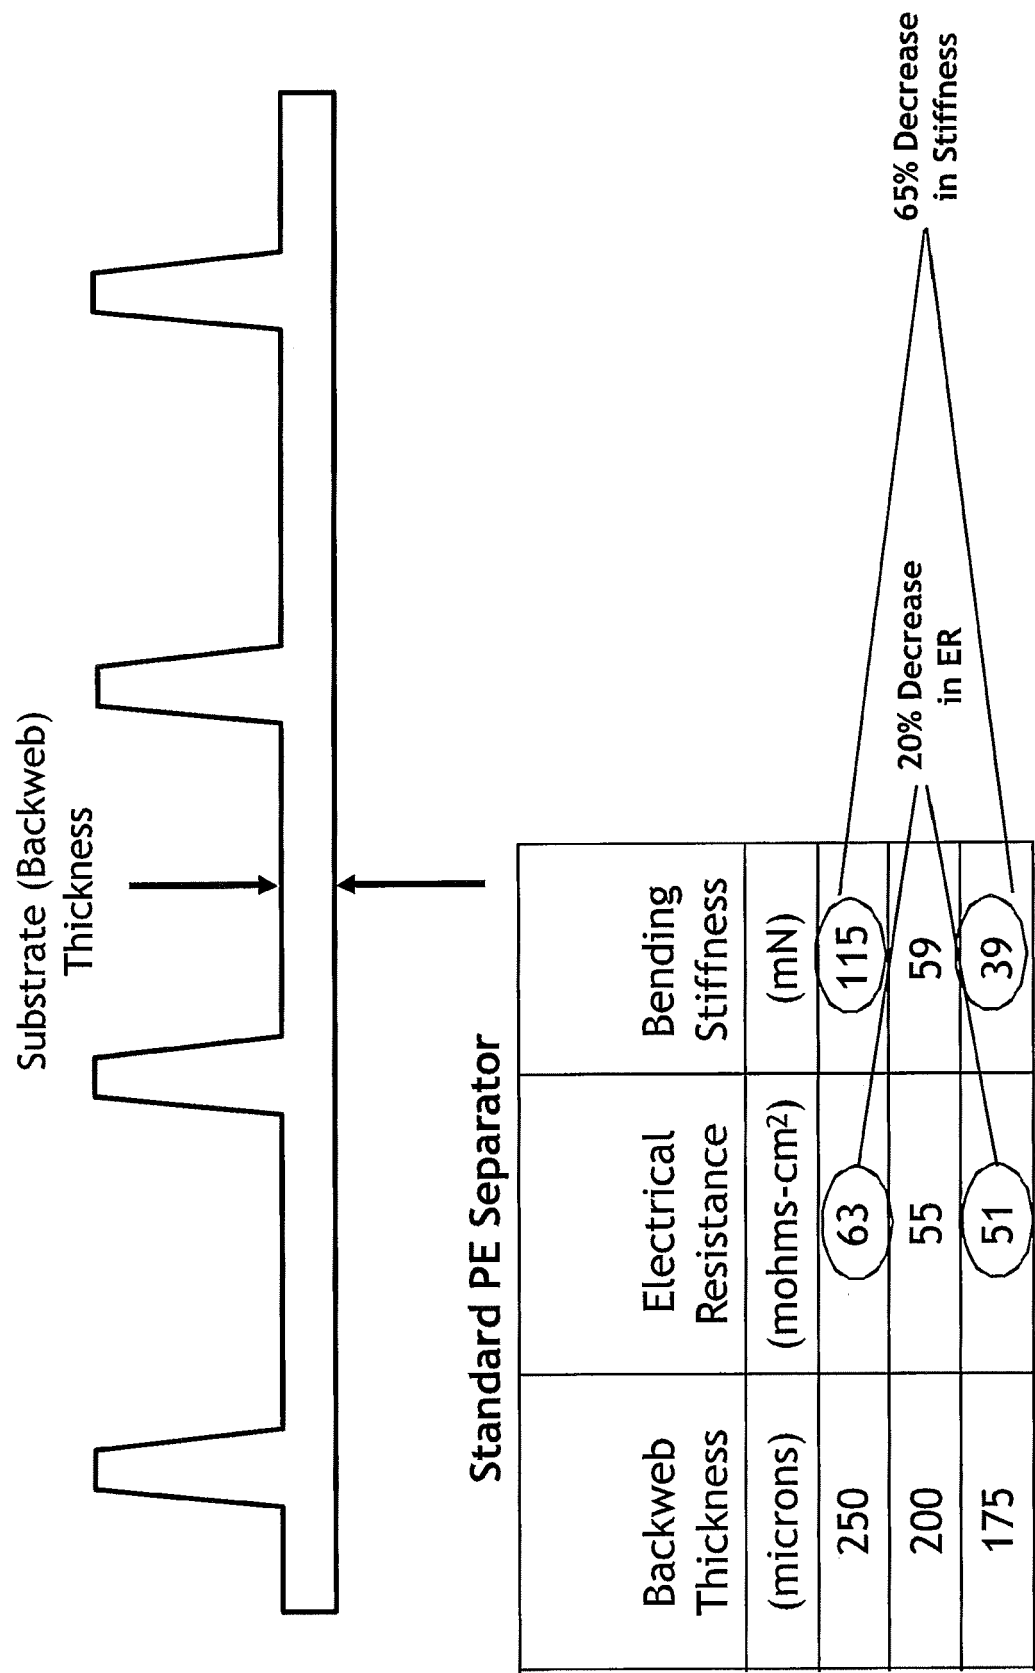 Substrate (Backweb)
Thickness
Standard PE Separator
Backweb
Thickness
Electrical
Resistance
Bending
Stiffness
(microns)
(mohms-cm²)
(mN)
250
63
115
200
55
59
175
51
39
20% Decrease
in ER
65% Decrease
in Stiffness